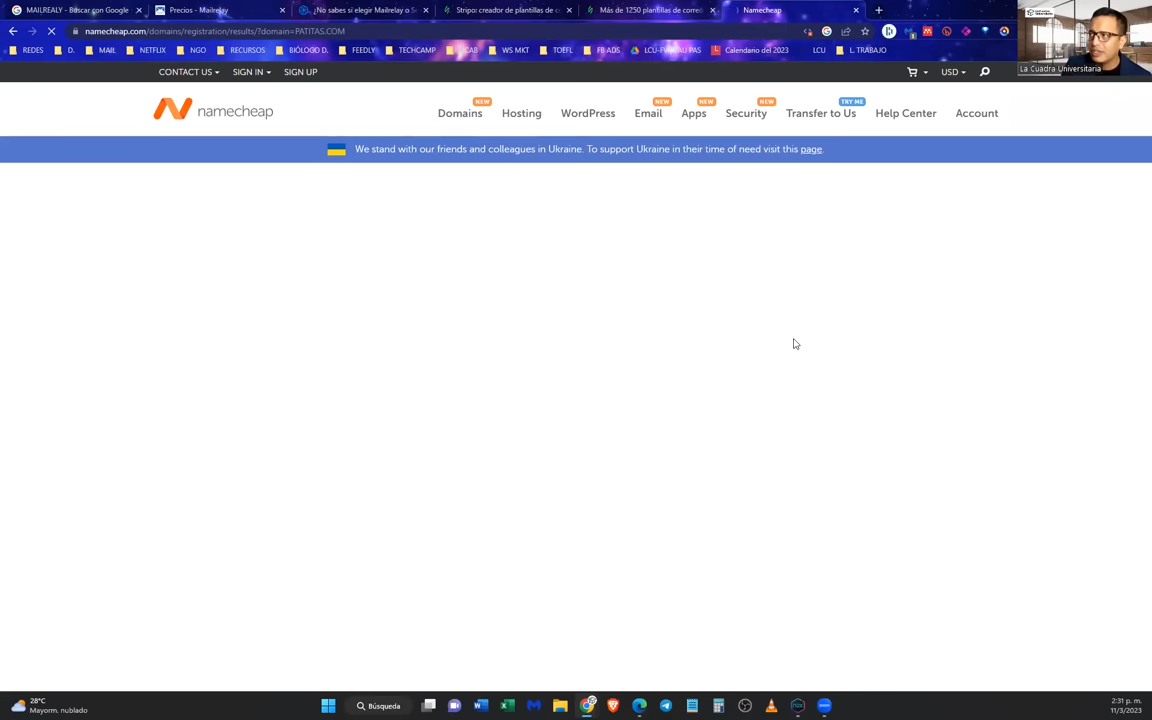 MAILREALY - Buscar con Google
Precios - Mailrelay
¿No sabes si elegir Mailrelay o S
Stripo: creador de plantillas de c
Más de 1250 plantillas de correo
Namecheap
namecheap.com/domains/registration/results/?domain=PATITAS.COM
REDES
D.
MAIL
NETFLIX
NGO
RECURSOS
BIÓLOGO D.
FEEDLY
TECHCAMP
CAB
WS MKT
TOEFL
FB ADS
Calendario del 2023
LCU
L. TRABAJO
La Cuadra Universitaria
CONTACT US
SIGN IN
SIGN UP
USD
namecheap
NEW
NEW
NEW
NEW
TRY ME
Domains
Hosting
WordPress
Email
Apps
Security
Transfer to Us
Help Center
Account
We stand with our friends and colleagues in Ukraine. To support Ukraine in their time of need visit this page.
28°C
Mayorm. nublado
Búsqueda
2:31 p. m.
11/3/2023